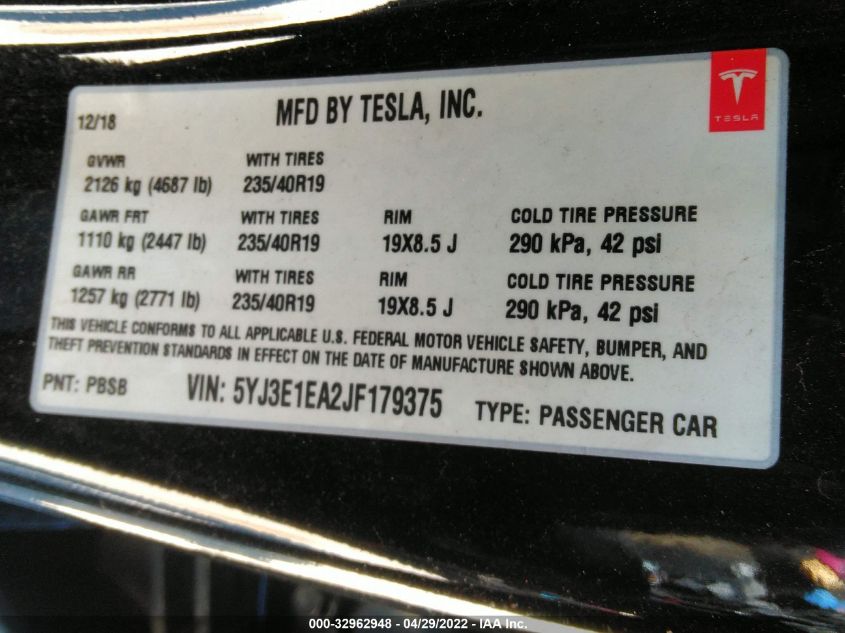 12/18
MFD BY TESLA, INC.
TESLA
GVWR WITH TIRES
2126 kg (4687 lb) 235/40R19
GAWR FRT WITH TIRES RIM COLD TIRE PRESSURE
1110 kg (2447 lb) 235/40R19 19X8.5 J 290 kPa, 42 psi
GAWR RR WITH TIRES RIM COLD TIRE PRESSURE
1257 kg (2771 lb) 235/40R19 19X8.5 J 290 kPa, 42 psi
THIS VEHICLE CONFORMS TO ALL APPLICABLE U.S. FEDERAL MOTOR VEHICLE SAFETY, BUMPER, AND
THEFT PREVENTION STANDARDS IN EFFECT ON THE DATE OF MANUFACTURE SHOWN ABOVE.
PNT: PBSB VIN: 5YJ3E1EA2JF179375 TYPE: PASSENGER CAR
000-32962948 - 04/29/2022 - IAA Inc.